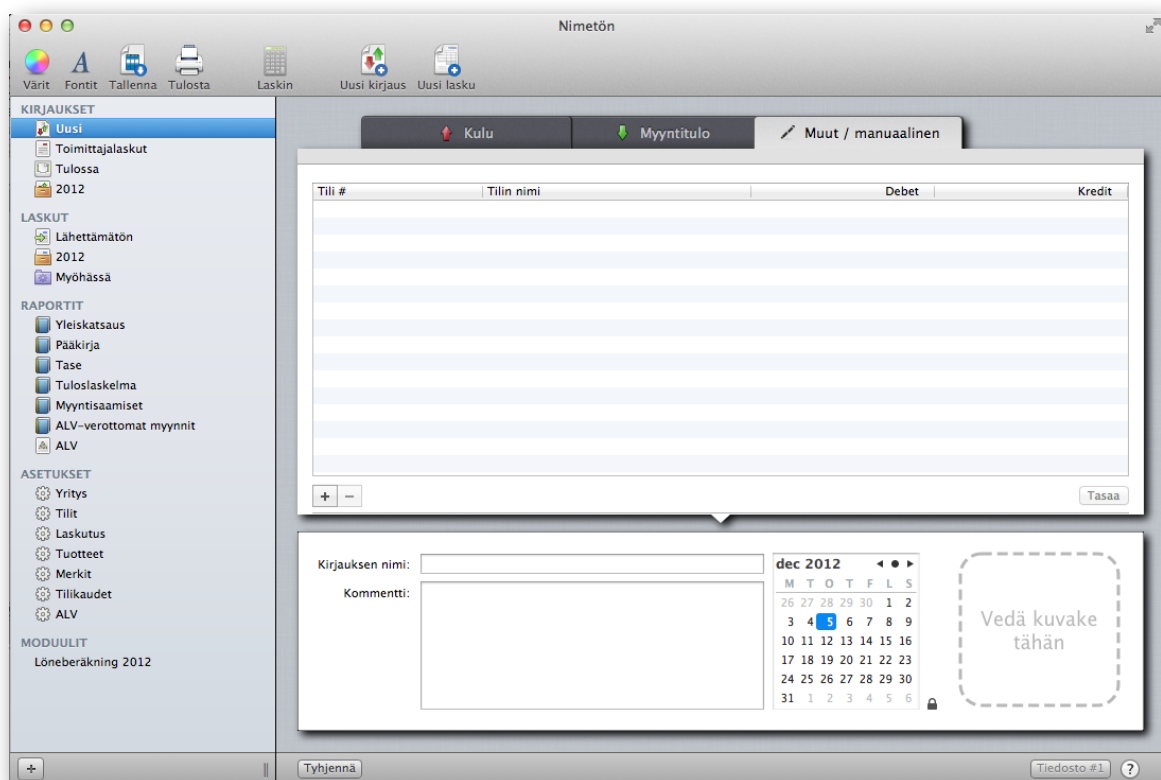 Nimetön
Värit Fontit Tallenna Tulosta Laskin Uusi kirjaus Uusi lasku
KIRJAUKSET
Uusi
Toimittajalaskut
Tulossa
2012
LASKUT
Lähettämätön
2012
Myöhässä
RAPORTIT
Yleiskatsaus
Pääkirja
Tase
Tuloslaskelma
Myyntisaamiset
ALV-verottomat myynnit
ALV
ASETUKSET
Yritys
Tilit
Laskutus
Tuotteet
Merkit
Tilikaudet
ALV
MODUULIT
Löneberäkning 2012
Kulu Myyntitulo Muut / manuaalinen
Tili # Tilin nimi Debet Kredit
+ − Tasaa
Kirjauksen nimi:
Kommentti:
dec 2012
M T O T F L S
26 27 28 29 30 1 2
3 4 5 6 7 8 9
10 11 12 13 14 15 16
17 18 19 20 21 22 23
24 25 26 27 28 29 30
31 1 2 3 4 5 6
Vedä kuvake
tähän
+ Tyhjennä Tiedosto #1 ?